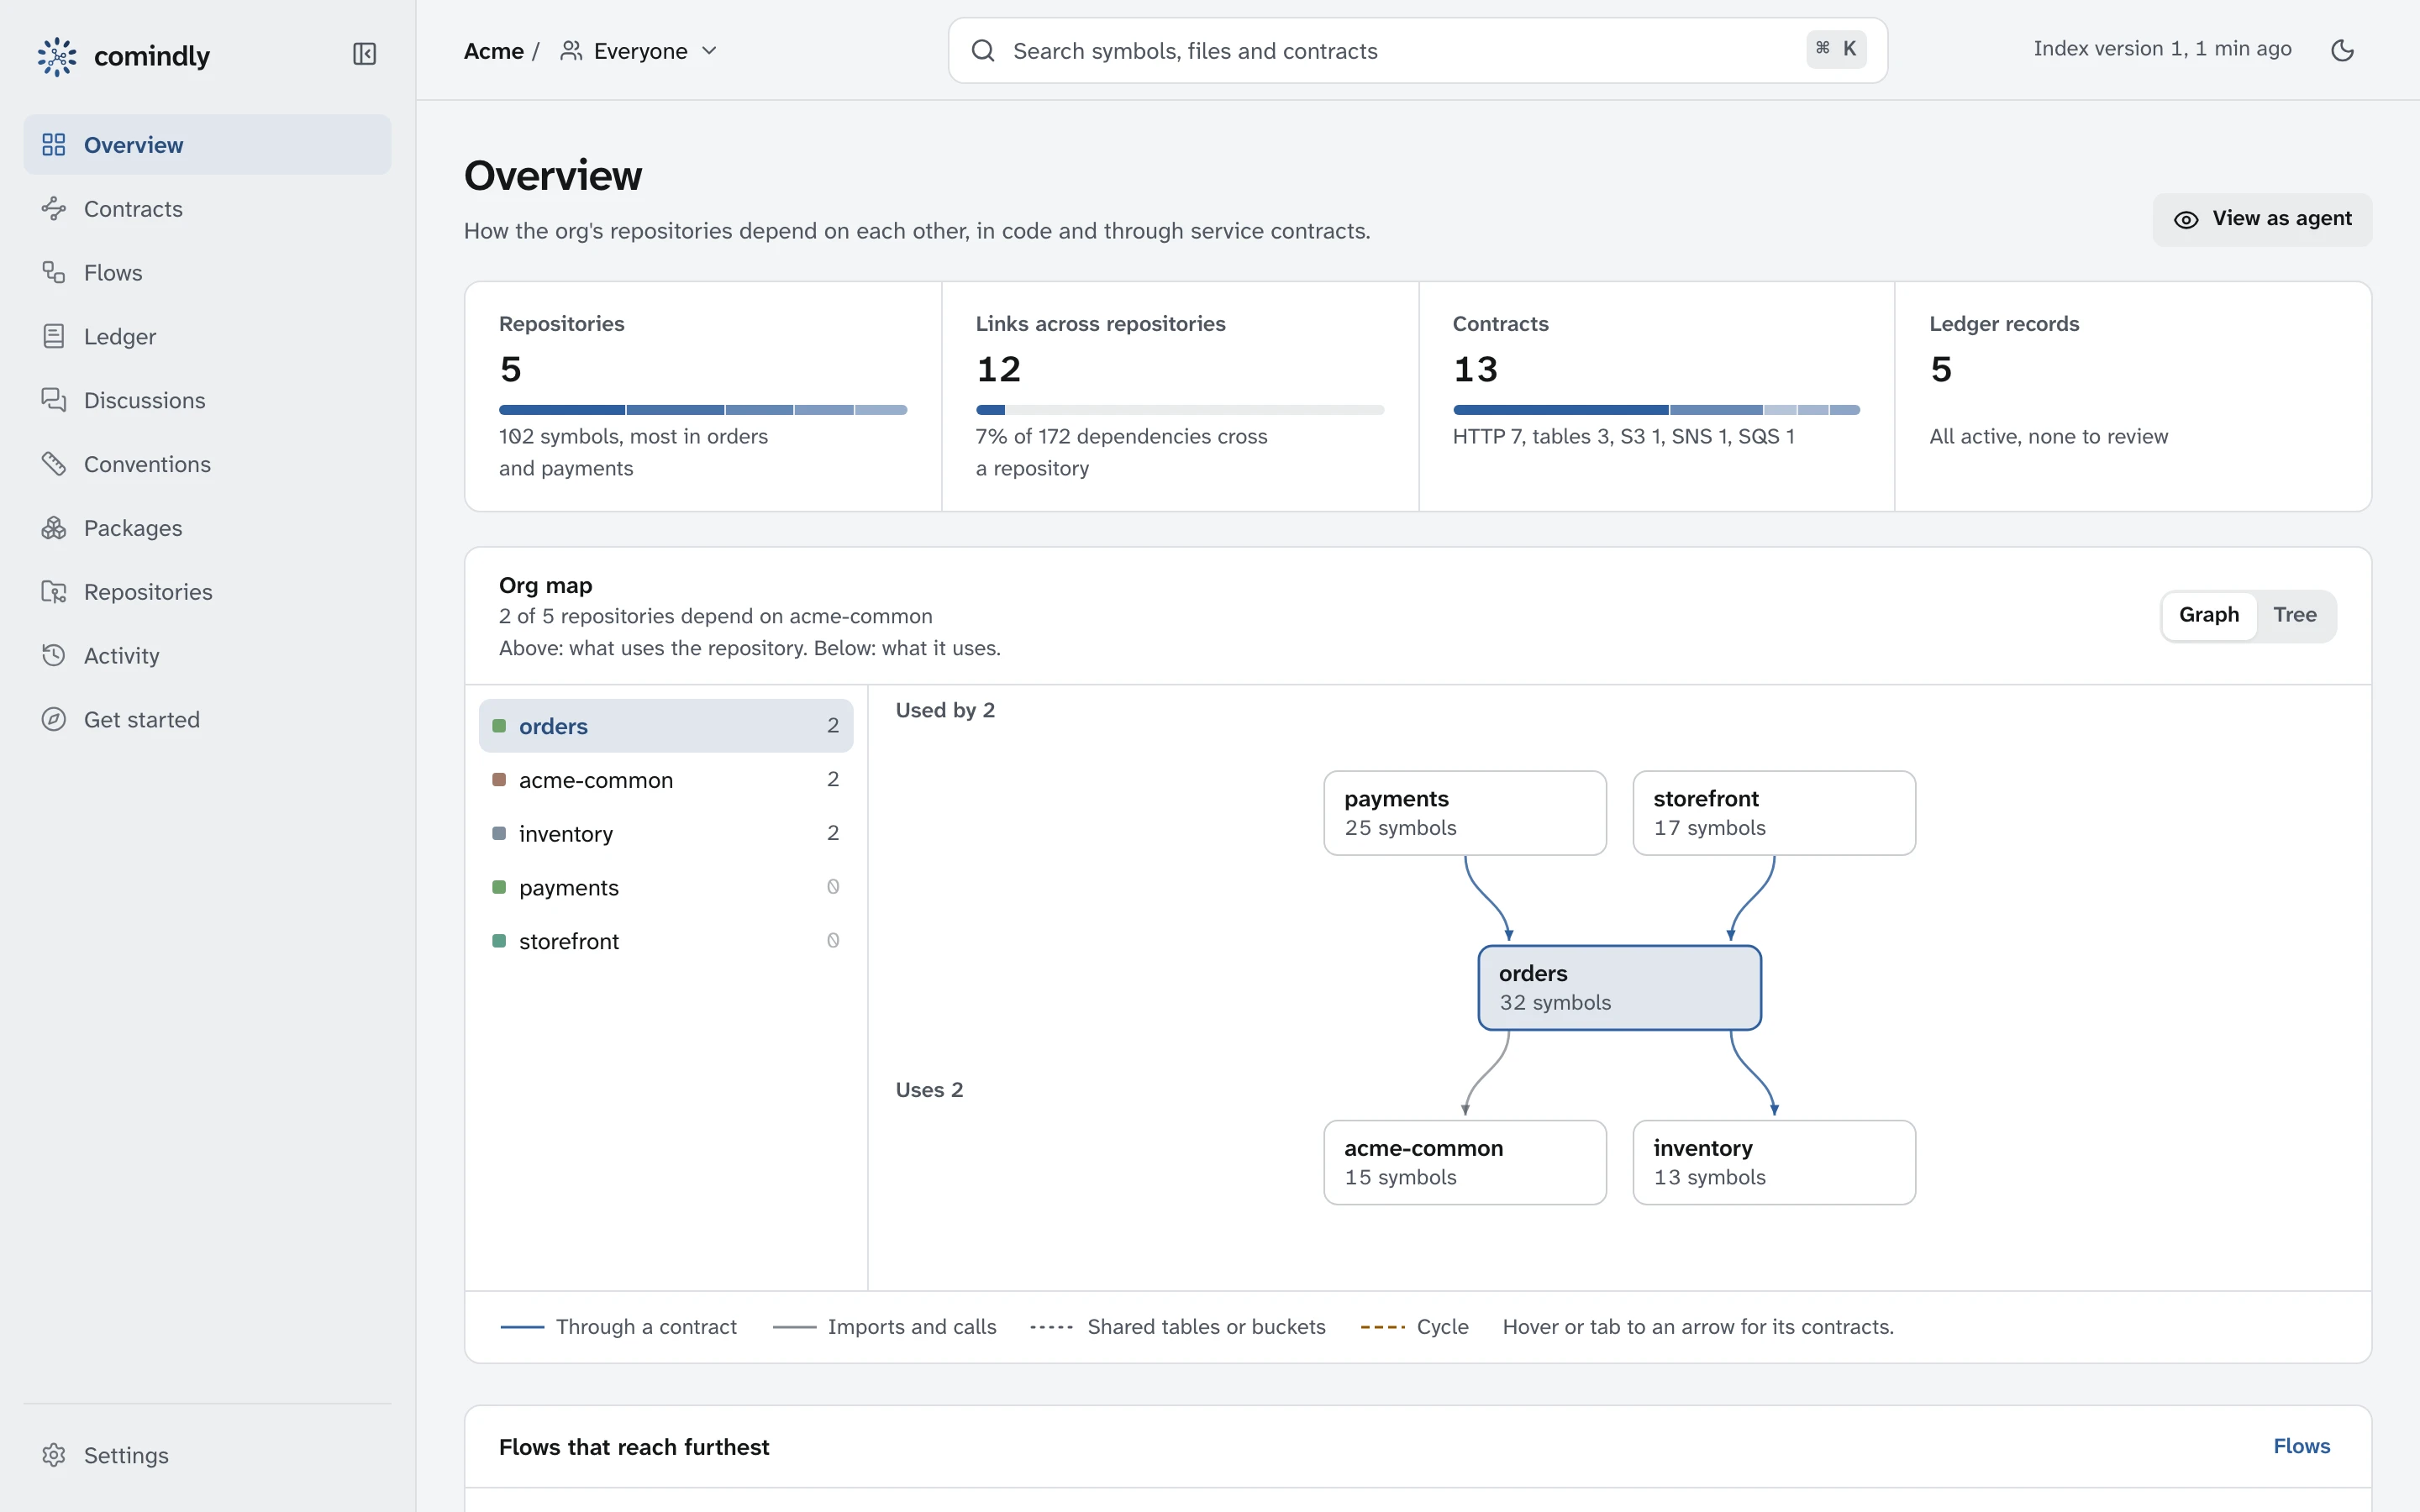 comindly
Acme / Everyone
Search symbols, files and contracts
⌘ K
Index version 1, 1 min ago
Overview
Contracts
Flows
Ledger
Discussions
Conventions
Packages
Repositories
Activity
Get started
Settings
Overview
How the org's repositories depend on each other, in code and through service contracts.
View as agent
Repositories
5
102 symbols, most in orders
and payments
Links across repositories
12
7% of 172 dependencies cross
a repository
Contracts
13
HTTP 7, tables 3, S3 1, SNS 1, SQS 1
Ledger records
5
All active, none to review
Org map
2 of 5 repositories depend on acme-common
Above: what uses the repository. Below: what it uses.
Graph
Tree
orders 2
acme-common 2
inventory 2
payments 0
storefront 0
Used by 2
payments
25 symbols
storefront
17 symbols
orders
32 symbols
Uses 2
acme-common
15 symbols
inventory
13 symbols
Through a contract
Imports and calls
Shared tables or buckets
Cycle
Hover or tab to an arrow for its contracts.
Flows that reach furthest
Flows